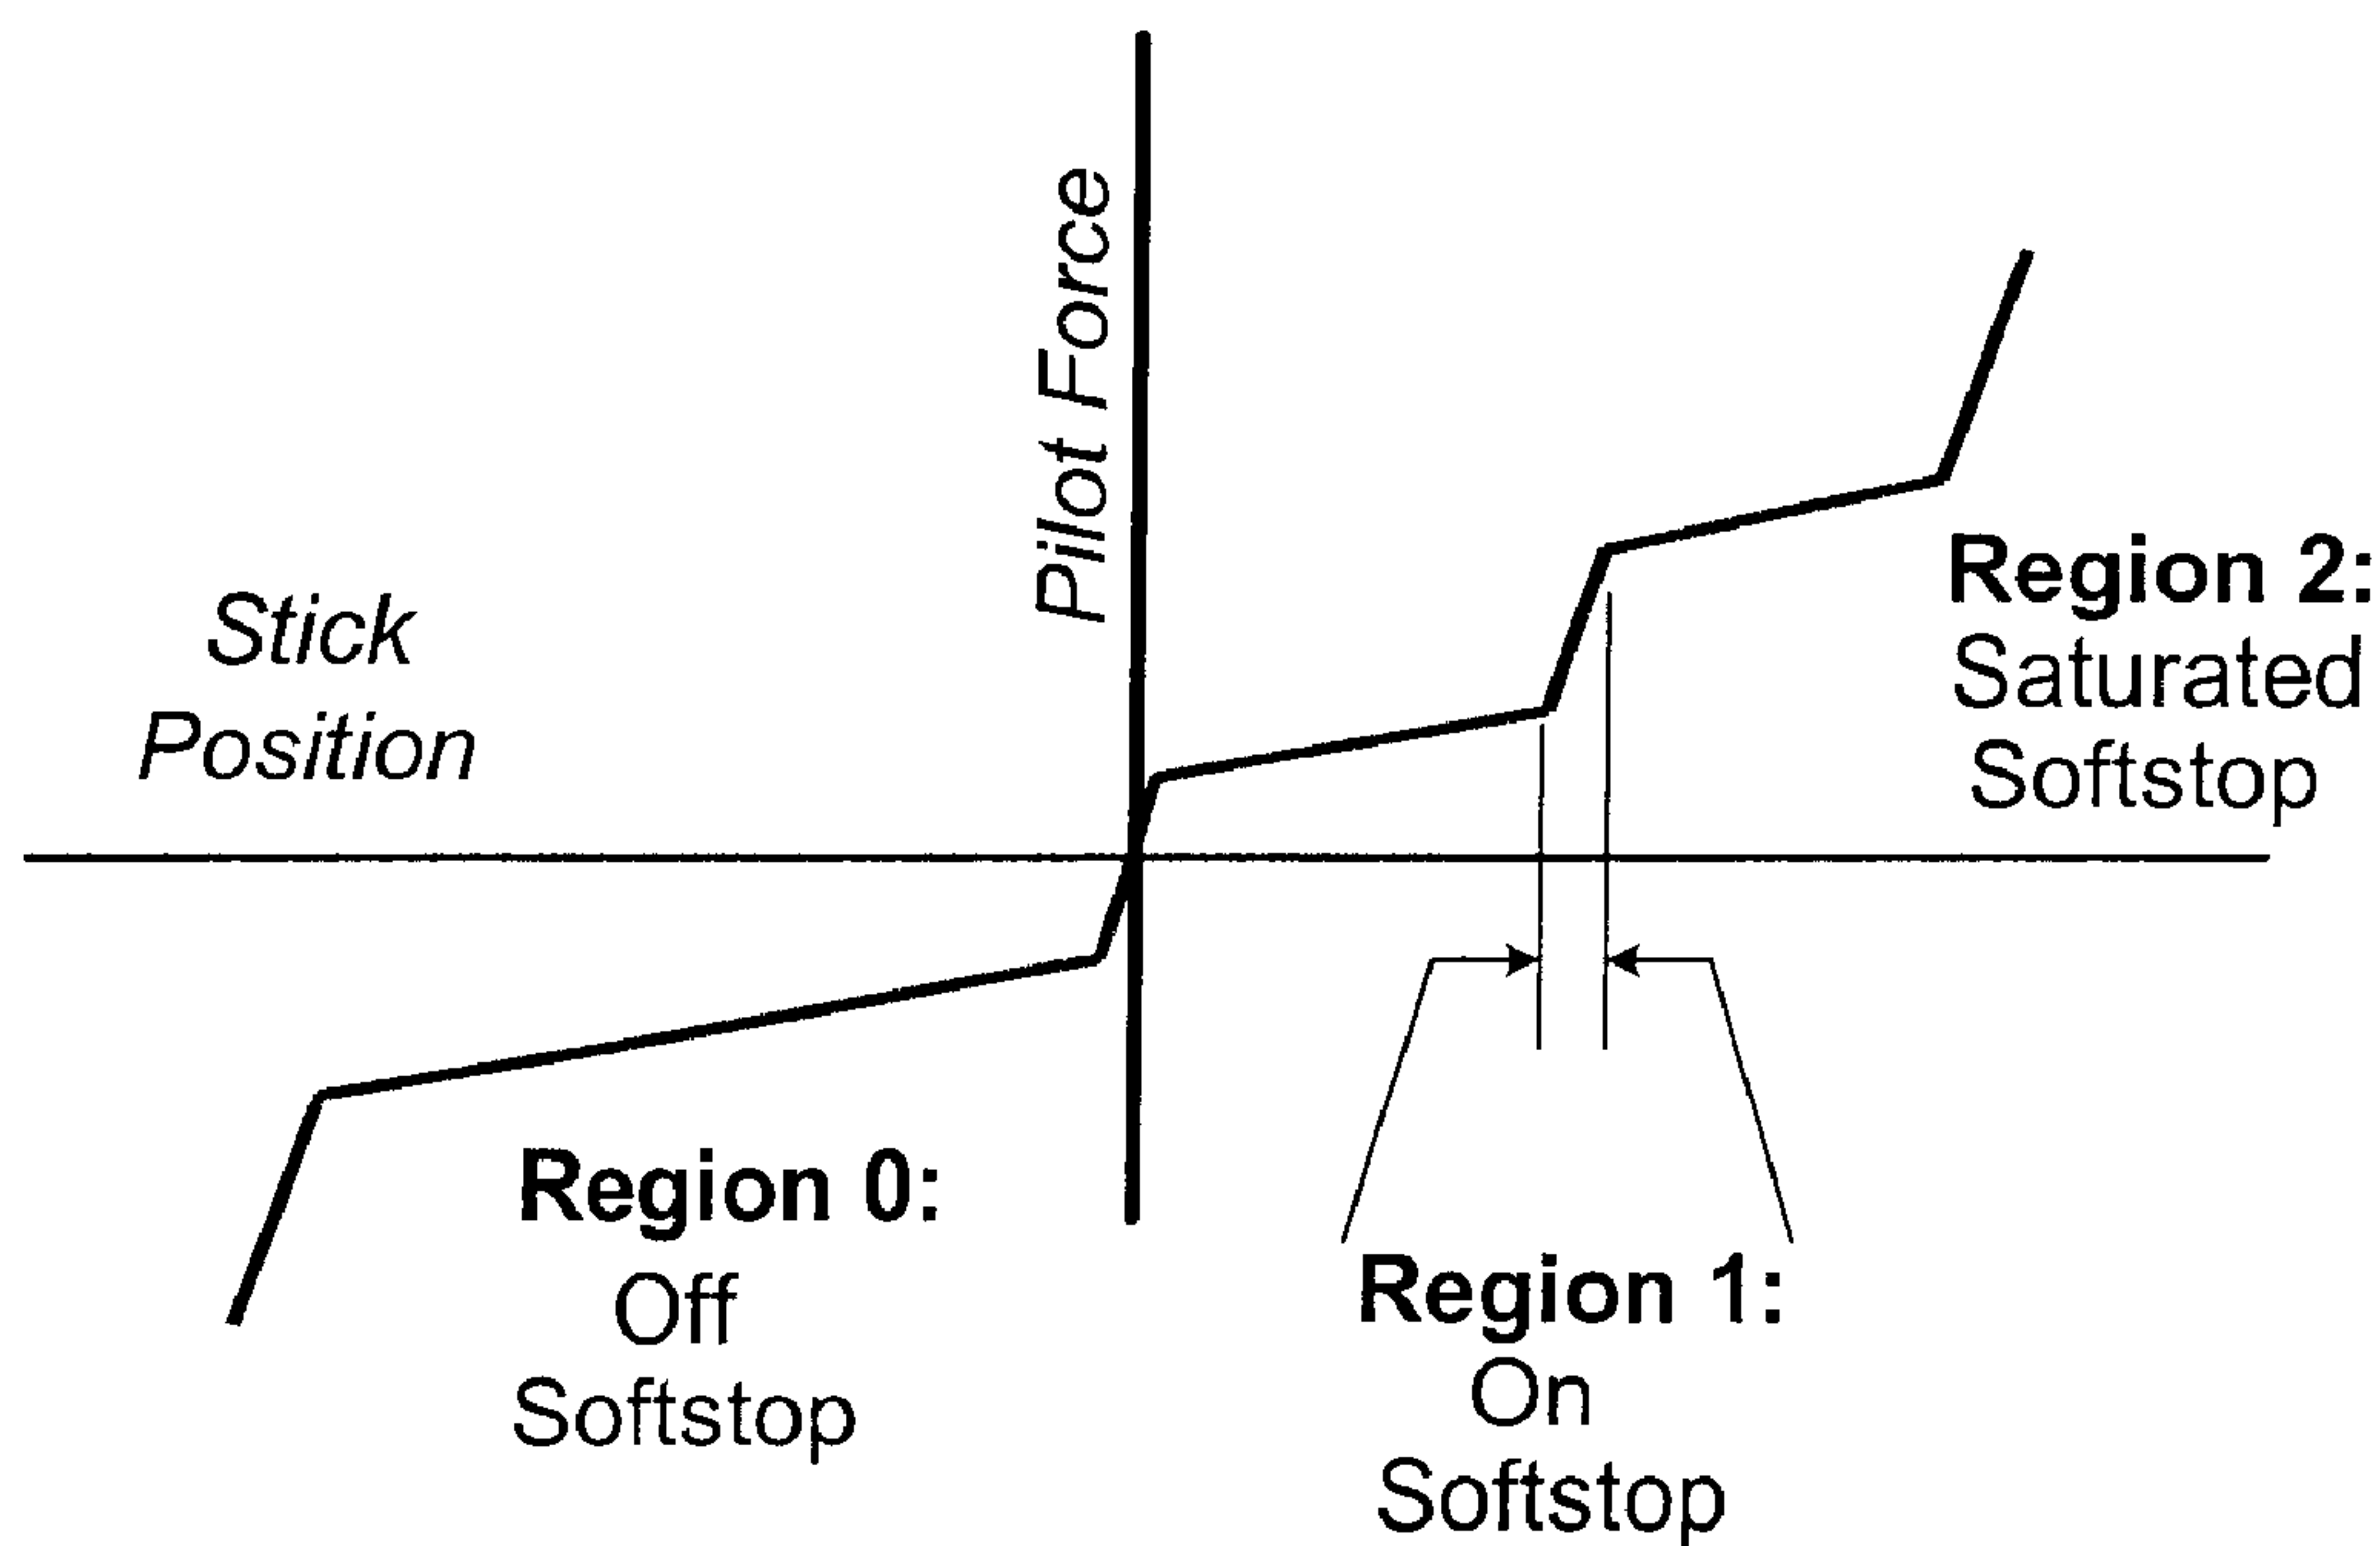 Pilot Force
Stick
Position
Region 2:
Saturated
Softstop
Region 0:
Off
Softstop
Region 1:
On
Softstop